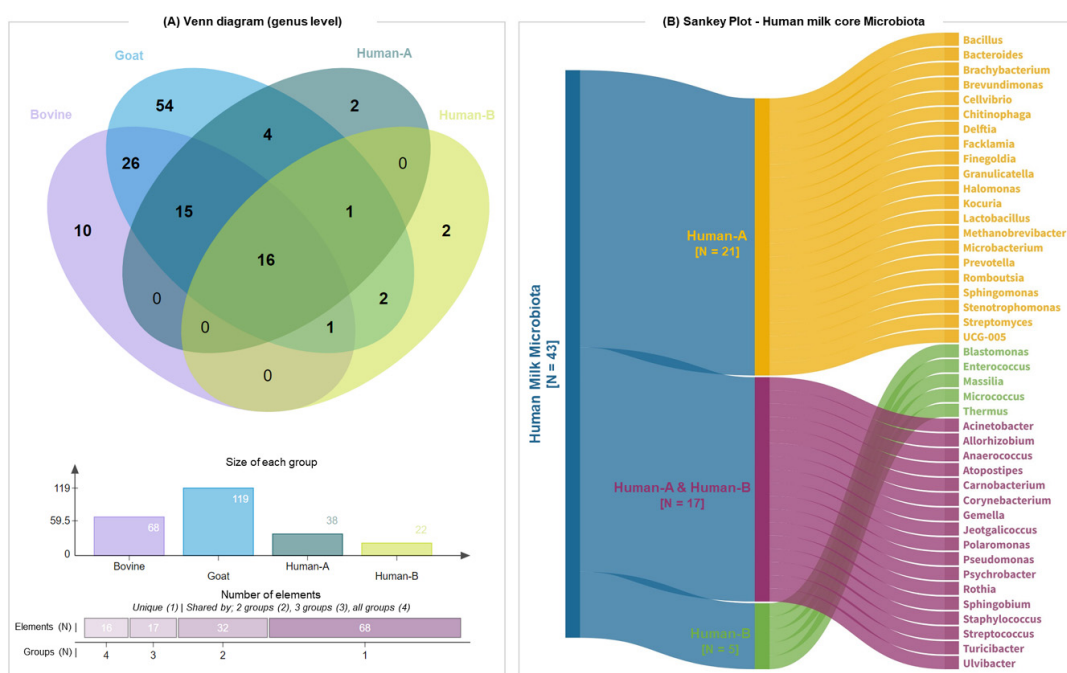 (A) Venn diagram (genus level)
Goat
Human-A
Bovine
Human-B
54
2
4
26
0
15
1
10
2
16
0
2
0
1
0
Size of each group
119
59.5
0
68
119
38
22
Bovine
Goat
Human-A
Human-B
Number of elements
Unique (1) | Shared by; 2 groups (2), 3 groups (3), all groups (4)
Elements (N) | 16 17 32 68
Groups (N) | 4 3 2 1
(B) Sankey Plot - Human milk core Microbiota
Human Milk Microbiota
[N = 43]
Human-A
[N = 21]
Human-A & Human-B
[N = 17]
Human-B
[N = 5]
Bacillus
Bacteroides
Brachybacterium
Brevundimonas
Cellvibrio
Chitinophaga
Delftia
Facklamia
Finegoldia
Granulicatella
Halomonas
Kocuria
Lactobacillus
Methanobrevibacter
Microbacterium
Prevotella
Romboutsia
Sphingomonas
Stenotrophomonas
Streptomyces
UCG-005
Blastomonas
Enterococcus
Massilia
Micrococcus
Thermus
Acinetobacter
Allorhizobium
Anaerococcus
Atopostipes
Carnobacterium
Corynebacterium
Gemella
Jeotgalicoccus
Polaromonas
Pseudomonas
Psychrobacter
Rothia
Sphingobium
Staphylococcus
Streptococcus
Turicibacter
Ulvibacter